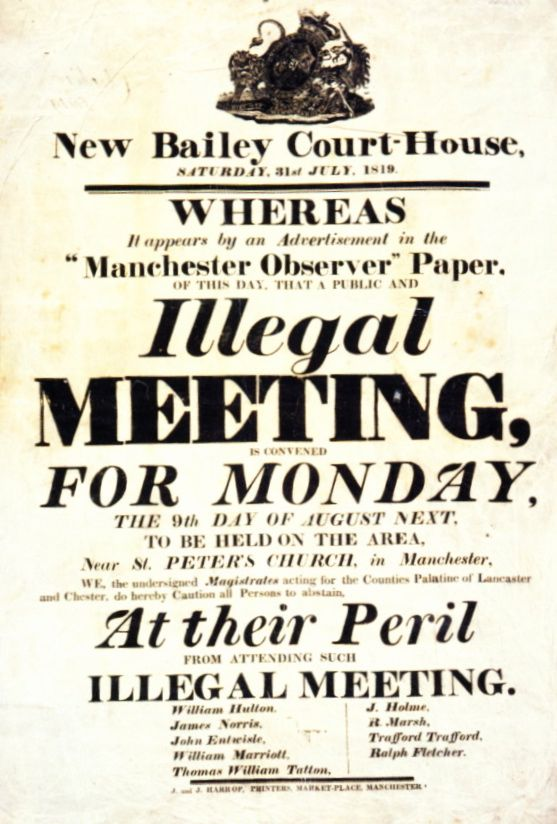 New Bailey Court-House,
SATURDAY, 31st JULY, 1819.
WHEREAS
It appears by an Advertisement in the
"Manchester Observer" Paper,
OF THIS DAY, THAT A PUBLIC AND
Illegal
MEETING,
IS CONVENED
FOR MONDAY,
THE 9th DAY OF AUGUST NEXT,
TO BE HELD ON THE AREA,
Near St. PETER'S CHURCH, in Manchester,
WE, the undersigned Magistrates acting for the Counties Palatine of Lancaster
and Chester, do hereby Caution all Persons to abstain,
At their Peril
FROM ATTENDING SUCH
ILLEGAL MEETING.
William Hulton,
James Norris,
John Entwisle,
William Marriott,
Thomas William Tatton,
J. Holme,
R. Marsh,
Trafford Trafford,
Ralph Fletcher.
J. and J. HARROP, PRINTERS, MARKET-PLACE, MANCHESTER.